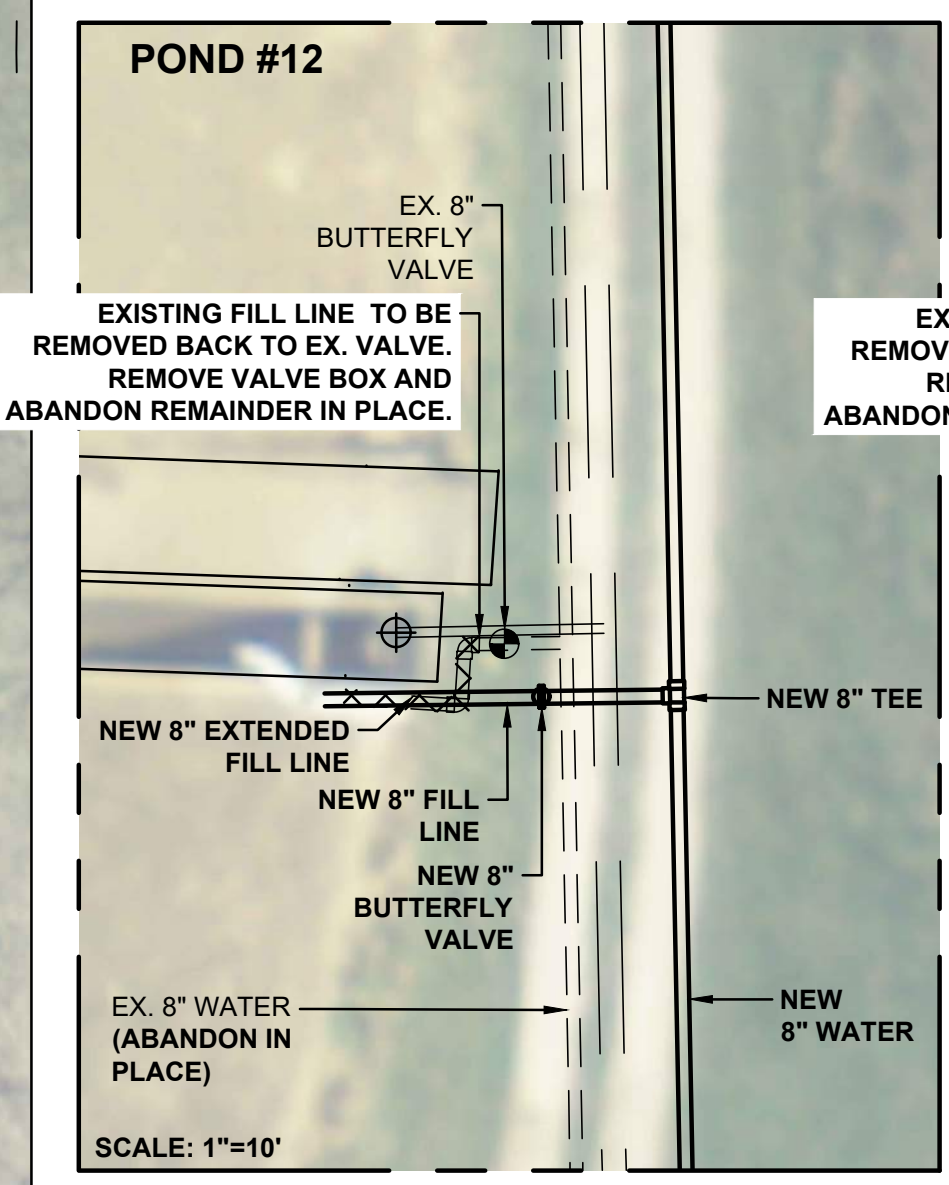 POND #12
EX. 8"
BUTTERFLY
VALVE
EXISTING FILL LINE TO BE
REMOVED BACK TO EX. VALVE.
REMOVE VALVE BOX AND
ABANDON REMAINDER IN PLACE.
EX
REMOV
RE
ABANDON
NEW 8" TEE
NEW 8" EXTENDED
FILL LINE
NEW 8" FILL
LINE
NEW 8"
BUTTERFLY
VALVE
EX. 8" WATER
(ABANDON IN
PLACE)
NEW
8" WATER
SCALE: 1"=10'